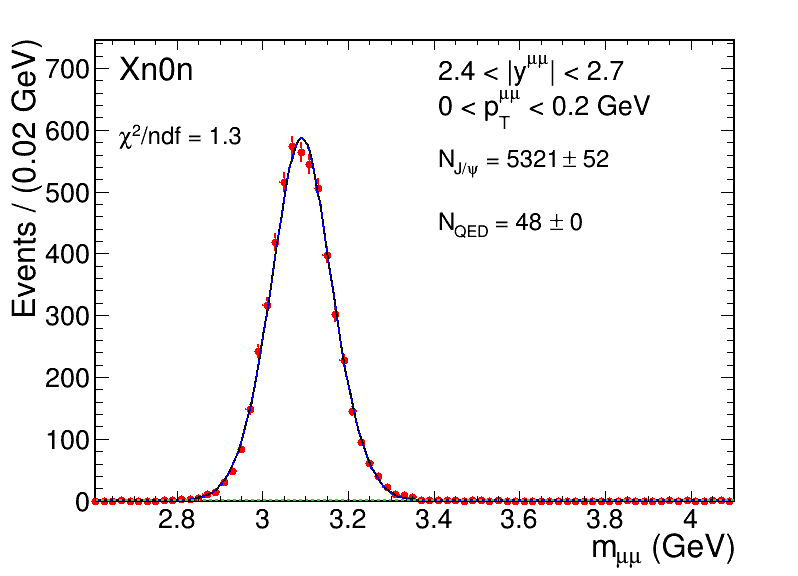 Xn0n
2.4 < |y^μμ| < 2.7
0 < p_T^μμ < 0.2 GeV
χ²/ndf = 1.3
N_J/ψ = 5321 ± 52
N_QED = 48 ± 0
Events / (0.02 GeV)
700
600
500
400
300
200
100
0
2.8 3 3.2 3.4 3.6 3.8 4
m_μμ (GeV)